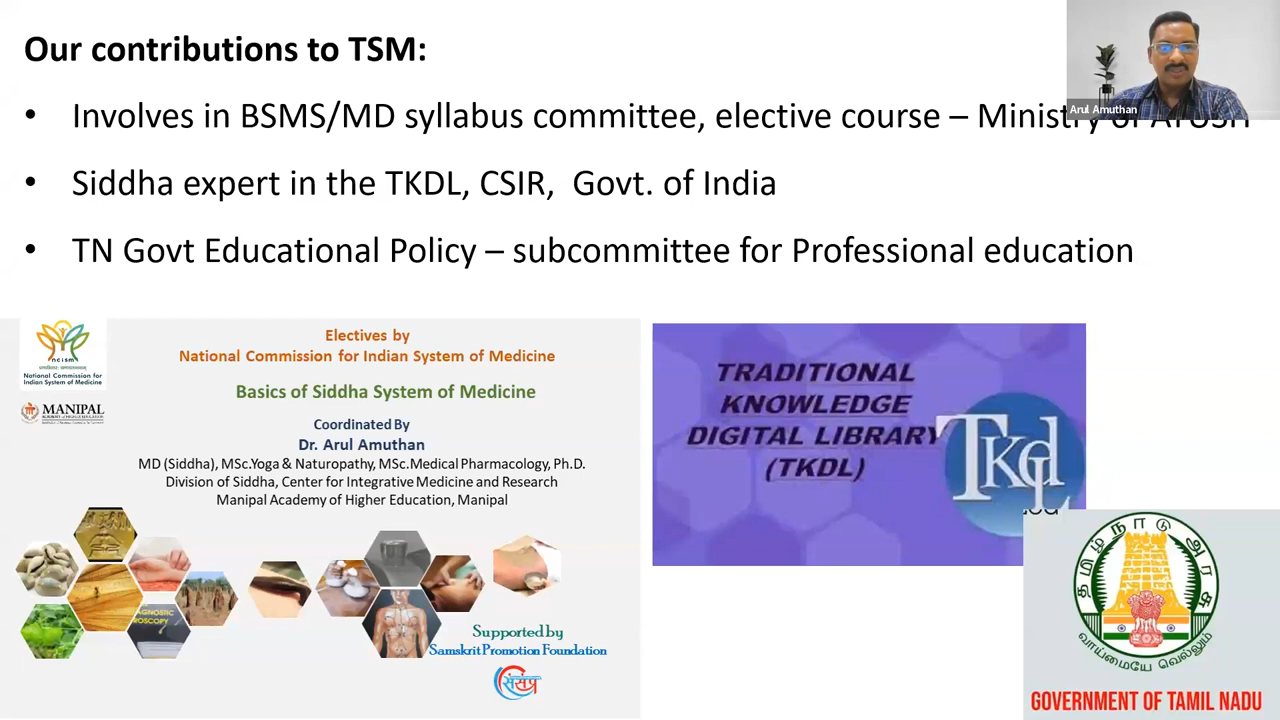 Our contributions to TSM:
Arul Amuthan
• Involves in BSMS/MD syllabus committee, elective course – Ministry of AYUSH
• Siddha expert in the TKDL, CSIR, Govt. of India
• TN Govt Educational Policy – subcommittee for Professional education
ncism
National Commission for
Indian System of Medicine
MANIPAL
Electives by
National Commission for Indian System of Medicine
Basics of Siddha System of Medicine
Coordinated By
Dr. Arul Amuthan
MD (Siddha), MSc.Yoga & Naturopathy, MSc.Medical Pharmacology, Ph.D.
Division of Siddha, Center for Integrative Medicine and Research
Manipal Academy of Higher Education, Manipal
Supported by
Samskrit Promotion Foundation
संसंप्र
TRADITIONAL
KNOWLEDGE
DIGITAL LIBRARY
(TKDL)
TKDL
தமிழ்நாடு அரசு
வாய்மையே வெல்லும்
GOVERNMENT OF TAMIL NADU